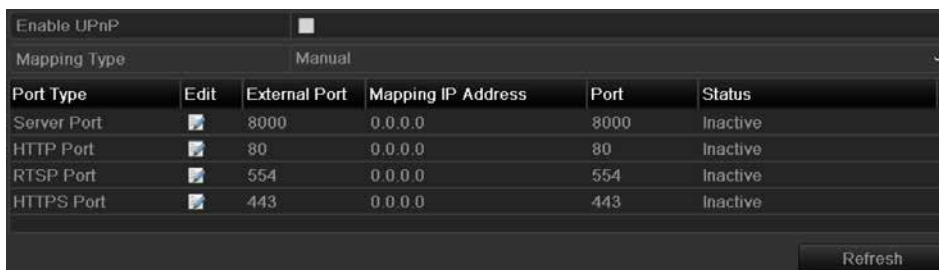 Enable UPnP
Mapping Type Manual
Port Type Edit External Port Mapping IP Address Port Status
Server Port 8000 0.0.0.0 8000 Inactive
HTTP Port 80 0.0.0.0 80 Inactive
RTSP Port 554 0.0.0.0 554 Inactive
HTTPS Port 443 0.0.0.0 443 Inactive
Refresh